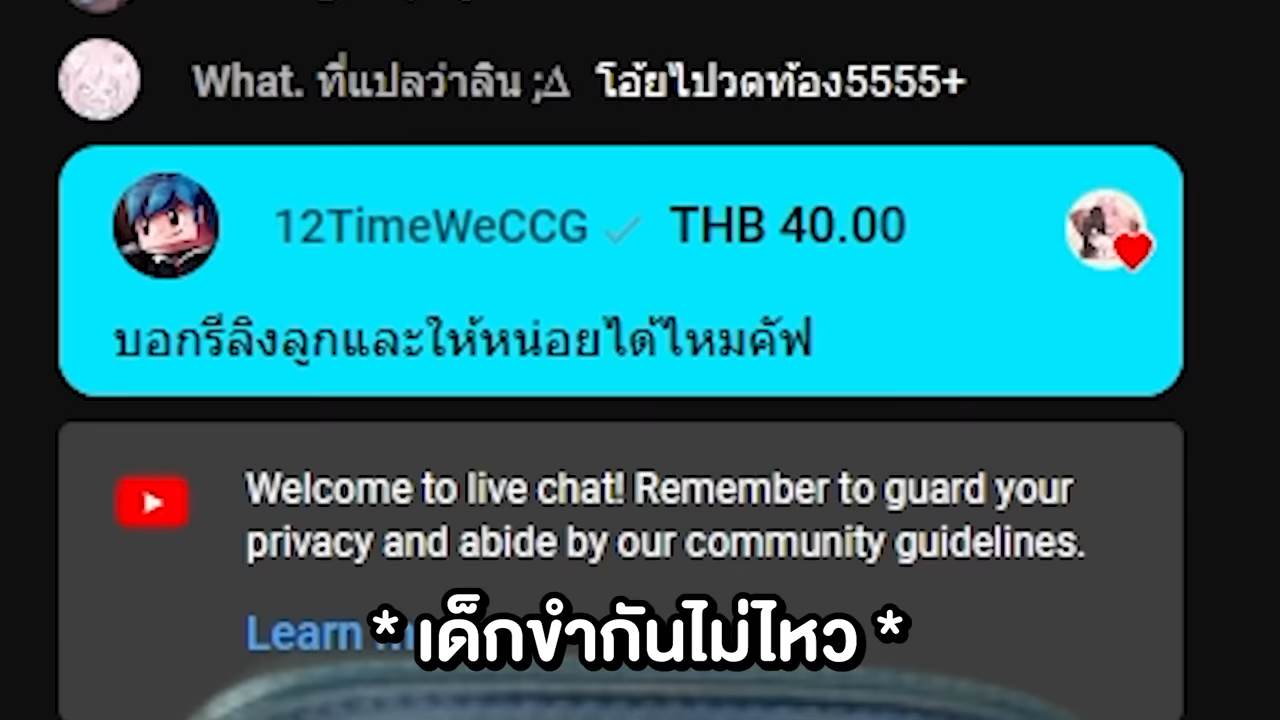 What. ที่แปลว่าลิน ;∆ โอ้ยไปวดท้อง5555+
12TimeWeCCG THB 40.00
บอกรีลิงลูกและให้หน่อยได้ไหมคัฟ
Welcome to live chat! Remember to guard your
privacy and abide by our community guidelines.
Learn
* เด็กขำกันไม่ไหว *